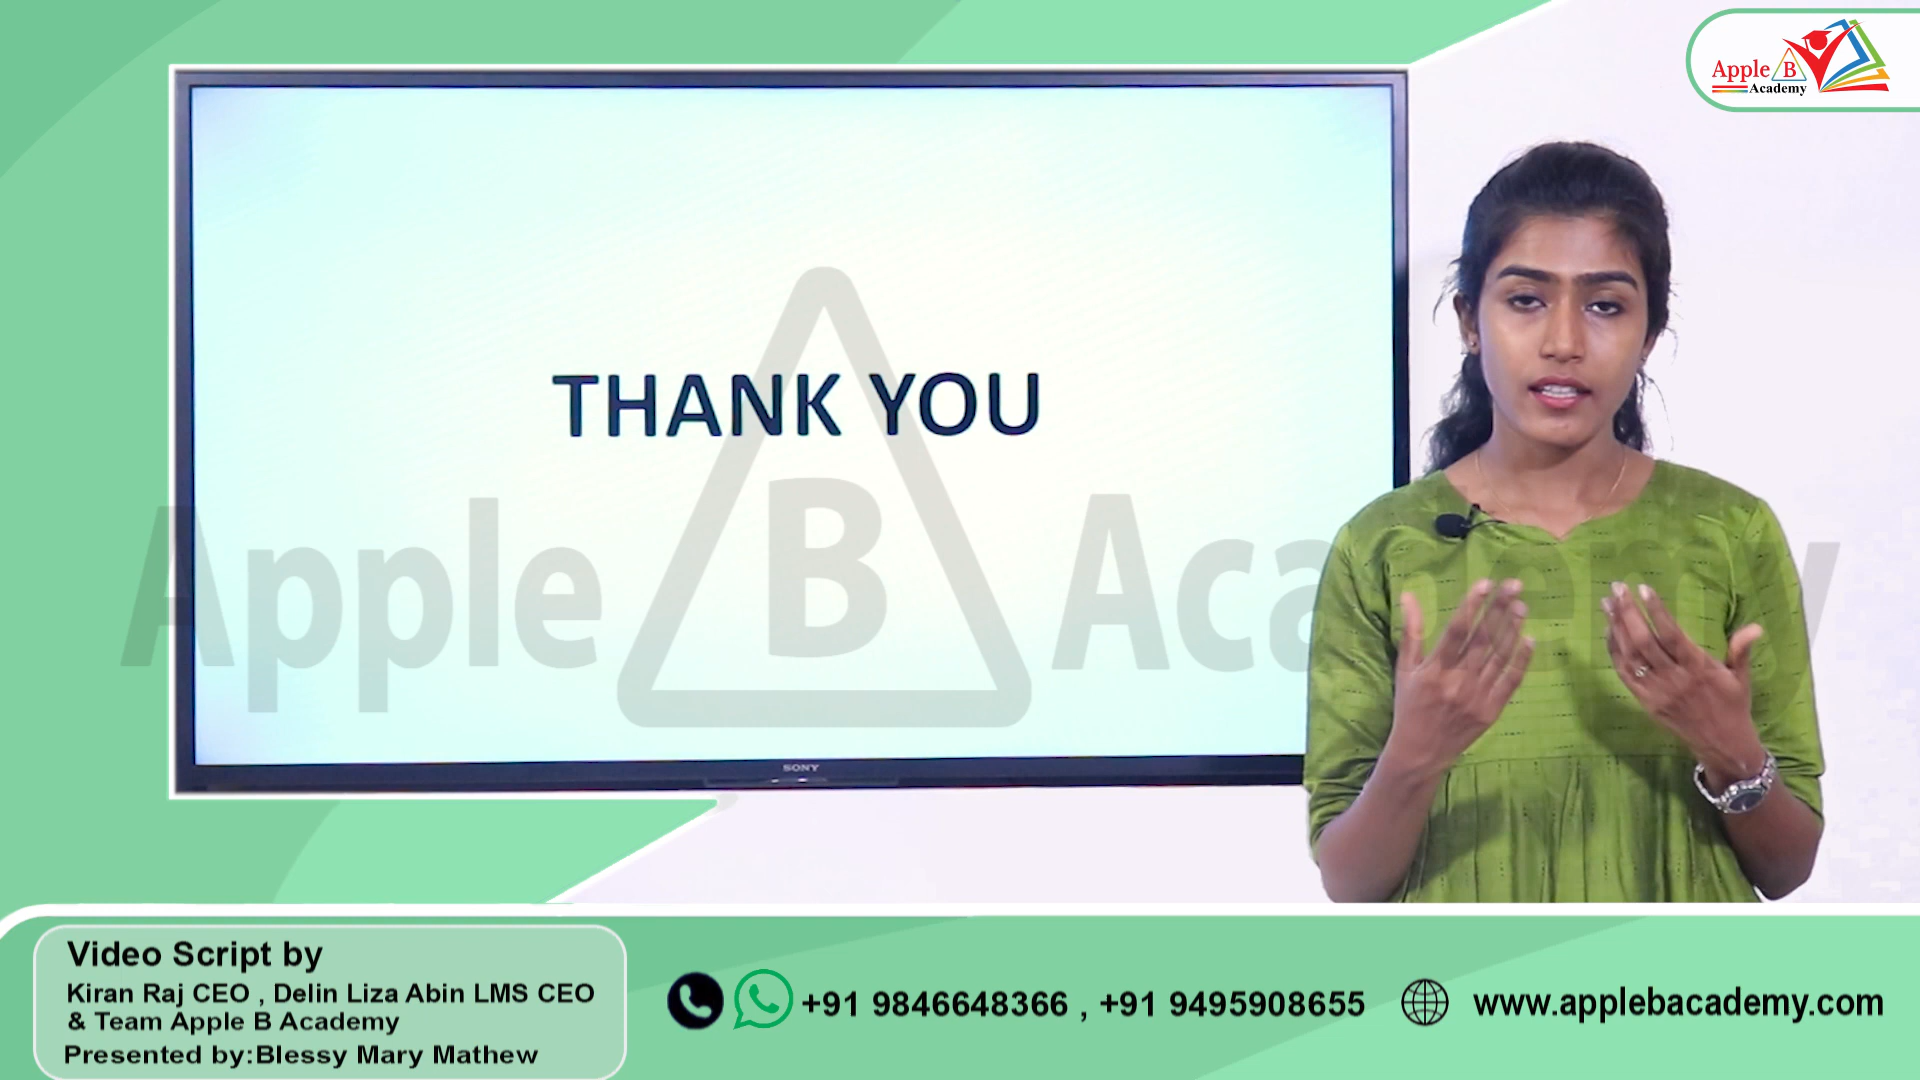 Apple B
Academy
THANK YOU
Apple B Academy
SONY
Video Script by
Kiran Raj CEO , Delin Liza Abin LMS CEO
& Team Apple B Academy
Presented by:Blessy Mary Mathew
+91 9846648366 , +91 9495908655
www.applebacademy.com